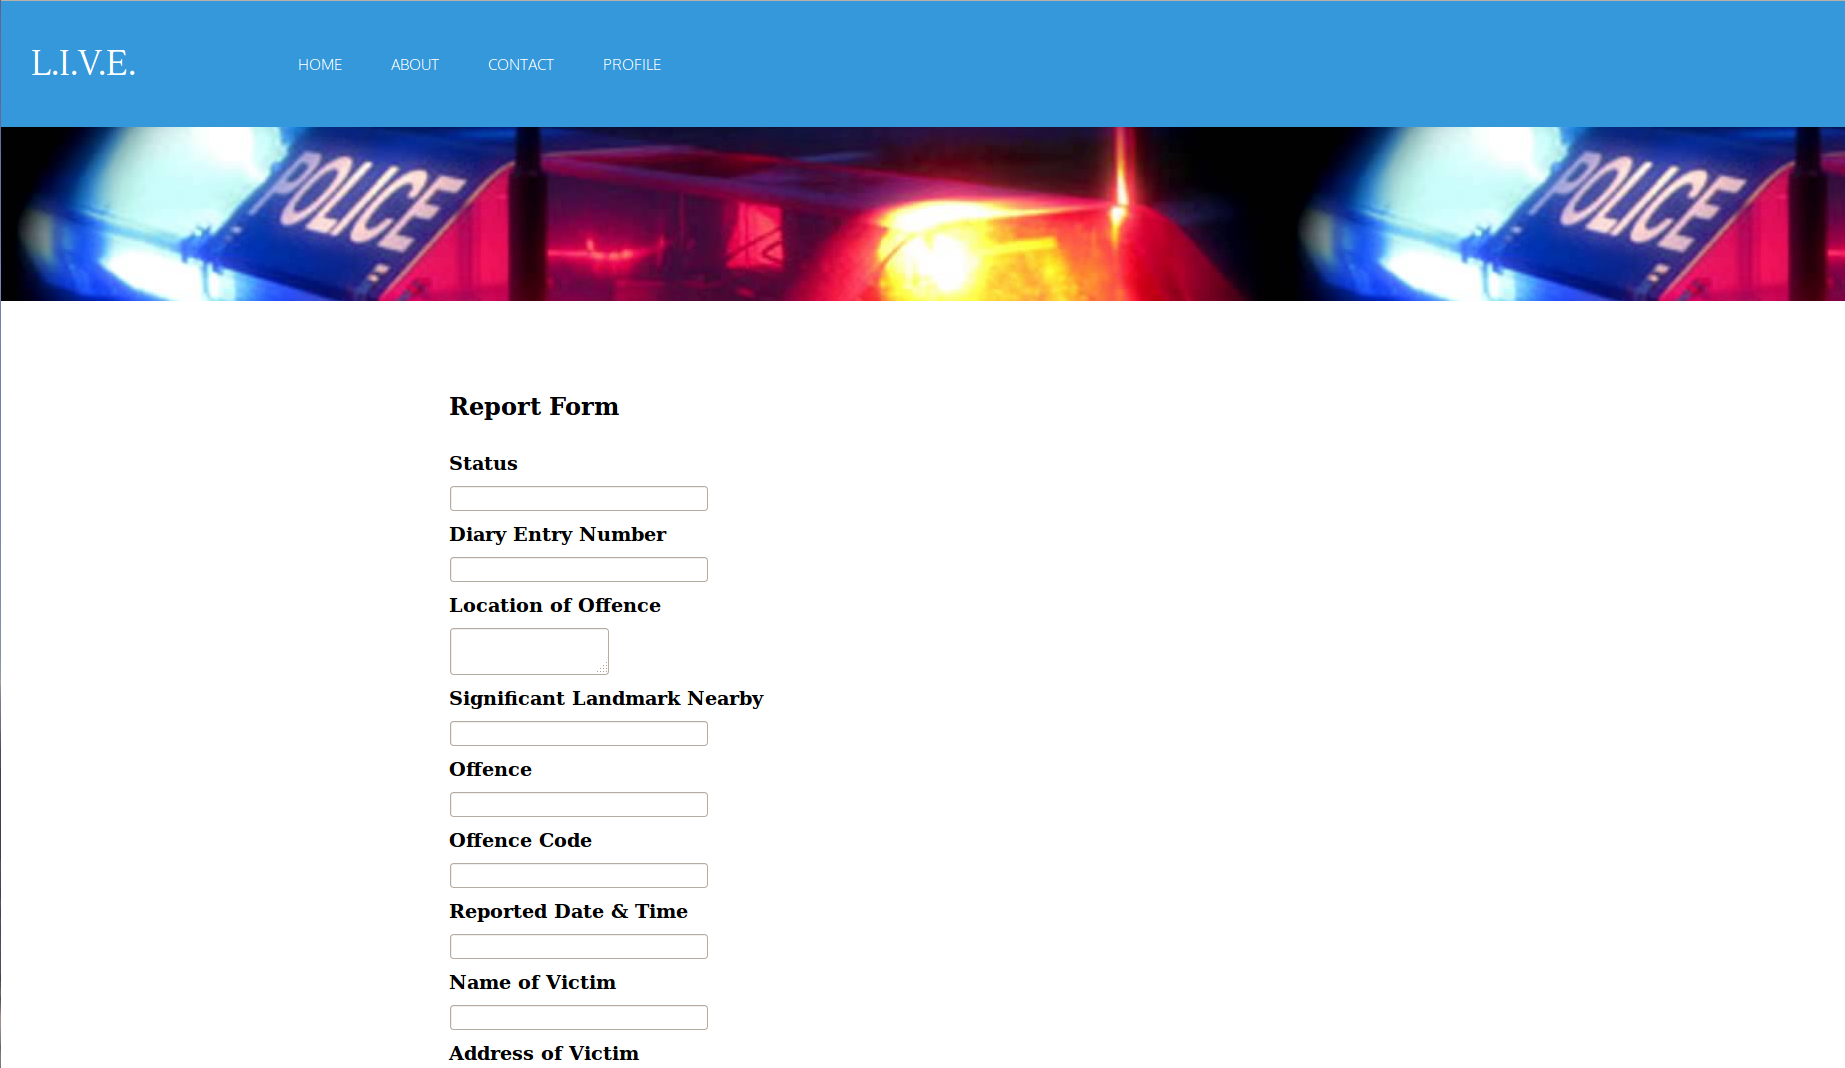 L.I.V.E.
HOME ABOUT CONTACT PROFILE
POLICE POLICE
Report Form
Status
Diary Entry Number
Location of Offence
Significant Landmark Nearby
Offence
Offence Code
Reported Date & Time
Name of Victim
Address of Victim